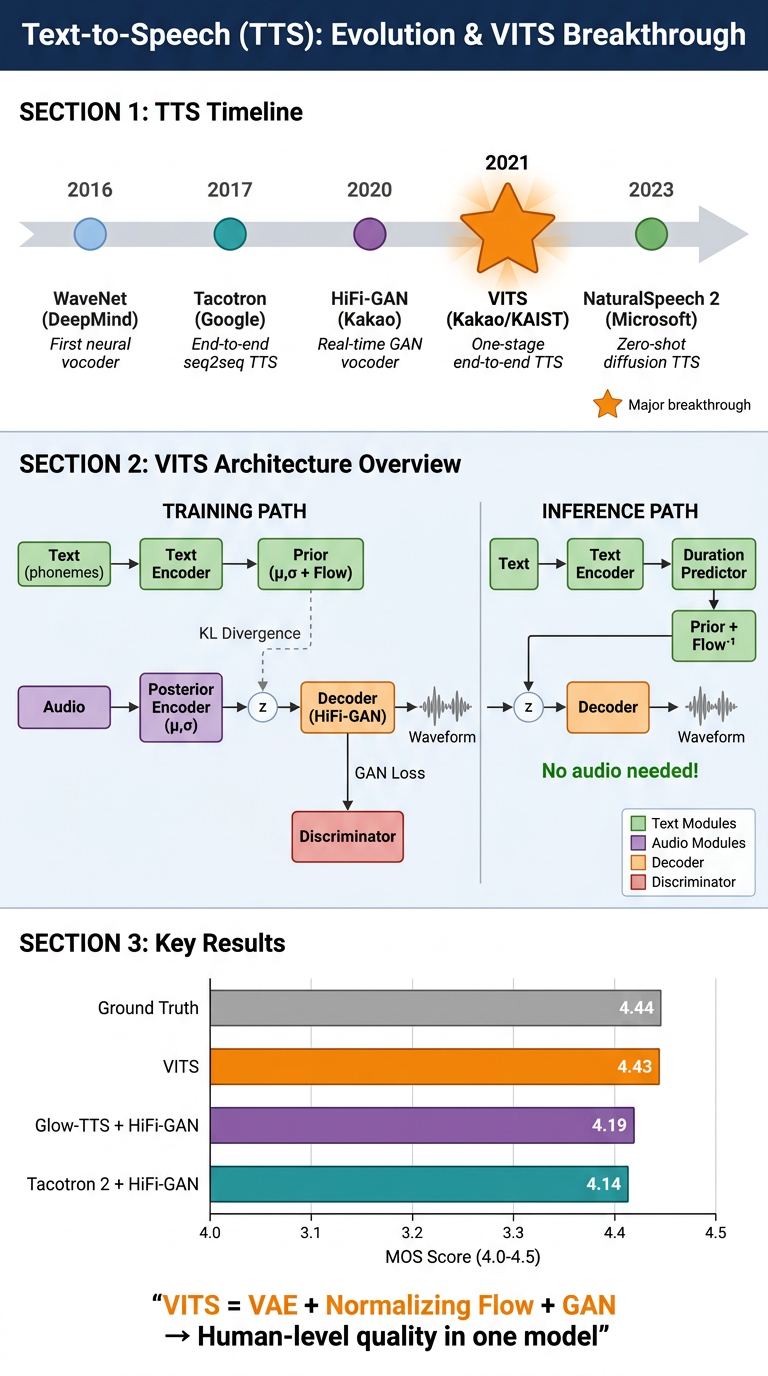 Text-to-Speech (TTS): Evolution & VITS Breakthrough
SECTION 1: TTS Timeline
2016
2017
2020
2021
2023
WaveNet
(DeepMind)
First neural
vocoder
Tacotron
(Google)
End-to-end
seq2seq TTS
HiFi-GAN
(Kakao)
Real-time GAN
vocoder
VITS
(Kakao/KAIST)
One-stage
end-to-end TTS
NaturalSpeech 2
(Microsoft)
Zero-shot
diffusion TTS
Major breakthrough
SECTION 2: VITS Architecture Overview
TRAINING PATH
Text
(phonemes)
Text
Encoder
Prior
(μ,σ + Flow)
KL Divergence
Audio
Posterior
Encoder
(μ,σ)
z
Decoder
(HiFi-GAN)
Waveform
GAN Loss
Discriminator
INFERENCE PATH
Text
Text
Encoder
Duration
Predictor
Prior +
Flow⁻¹
z
Decoder
Waveform
No audio needed!
Text Modules
Audio Modules
Decoder
Discriminator
SECTION 3: Key Results
Ground Truth
4.44
VITS
4.43
Glow-TTS + HiFi-GAN
4.19
Tacotron 2 + HiFi-GAN
4.14
4.0
3.1
3.2
3.3
4.4
4.5
MOS Score (4.0-4.5)
“VITS = VAE + Normalizing Flow + GAN
→ Human-level quality in one model”